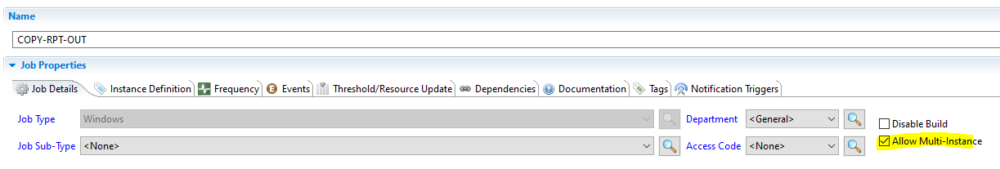 Name
COPY-RPT-OUT
Job Properties
Job Details Instance Definition Frequency Events Threshold/Resource Update Dependencies Documentation Tags Notification Triggers
Job Type Windows Department <General> Disable Build
Job Sub-Type <None> Access Code <None> Allow Multi-Instance